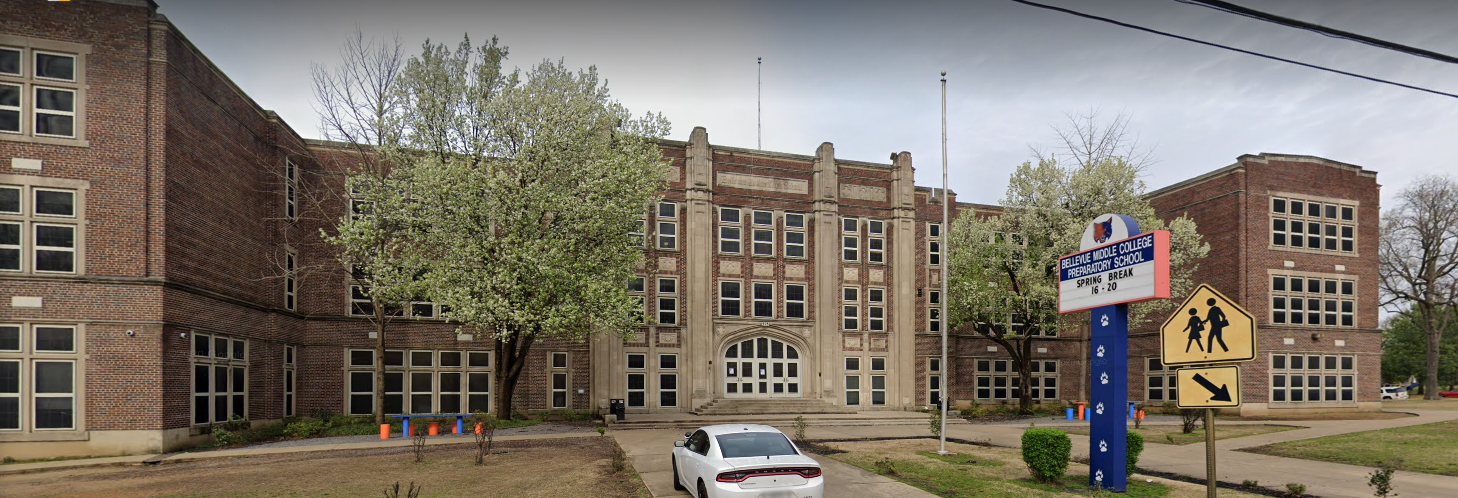 BELLEVUE MIDDLE COLLEGE
PREPARATORY SCHOOL
SPRING BREAK
16 - 20